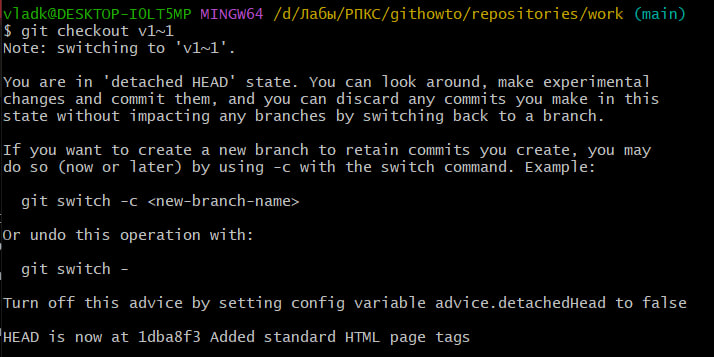 vladk@DESKTOP-IOLT5MP MINGW64 /d/Лабы/РПКС/githowto/repositories/work (main)
$ git checkout v1~1
Note: switching to 'v1~1'.
You are in 'detached HEAD' state. You can look around, make experimental
changes and commit them, and you can discard any commits you make in this
state without impacting any branches by switching back to a branch.
If you want to create a new branch to retain commits you create, you may
do so (now or later) by using -c with the switch command. Example:
git switch -c <new-branch-name>
Or undo this operation with:
git switch -
Turn off this advice by setting config variable advice.detachedHead to false
HEAD is now at 1dba8f3 Added standard HTML page tags